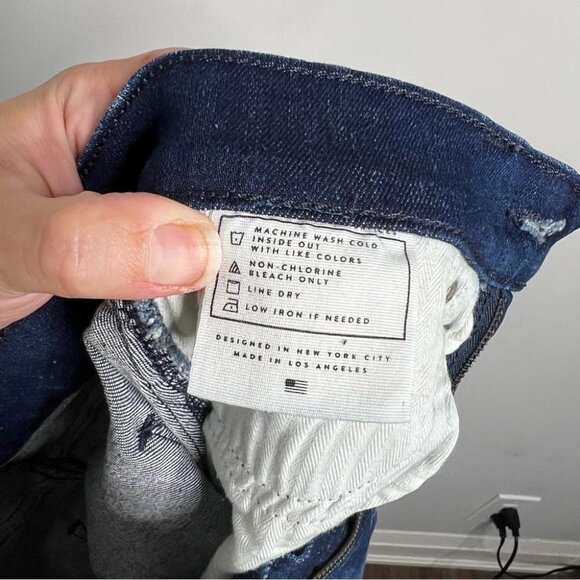 MACHINE WASH COLD
INSIDE OUT
WITH LIKE COLORS
NON-CHLORINE
BLEACH ONLY
LINE DRY
LOW IRON IF NEEDED
DESIGNED IN NEW YORK CITY
MADE IN LOS ANGELES